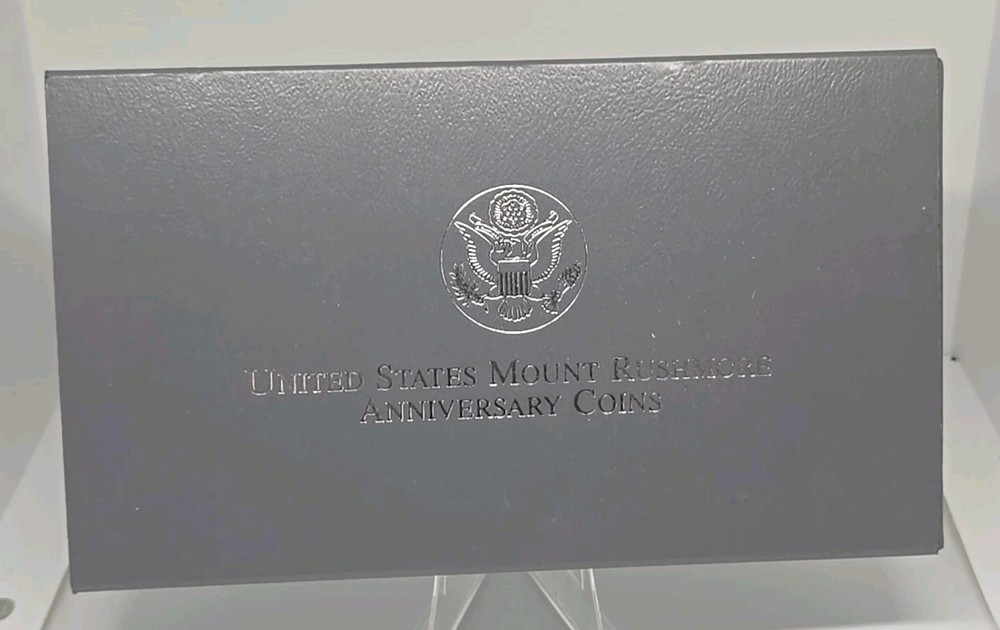 United States Mount Rushmore
Anniversary Coins